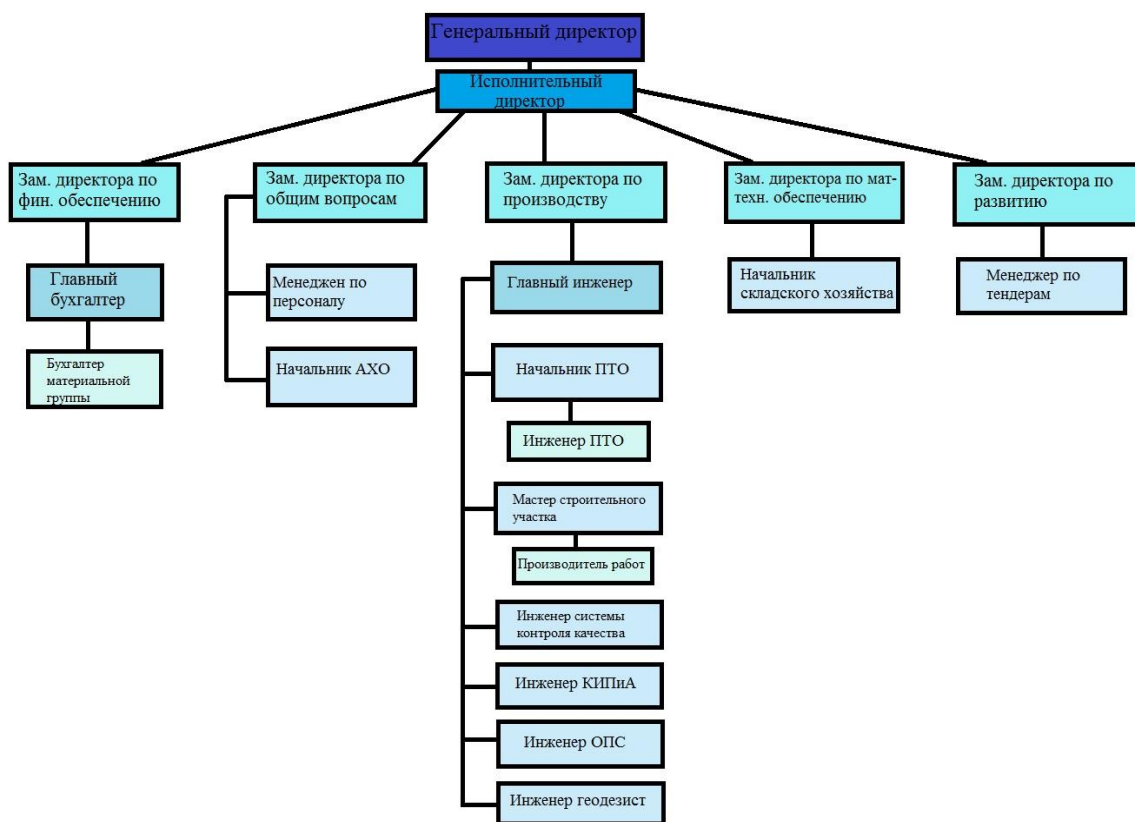 Генеральный директор
Исполнительный
директор
Зам. директора по
фин. обеспечению
Зам. директора по
общим вопросам
Зам. директора по
производству
Зам. директора по мат-
техн. обеспечению
Зам. директора по
развитию
Главный
бухгалтер
Бухгалтер
материальной
группы
Менеджен по
персоналу
Начальник АХО
Главный инженер
Начальник ПТО
Инженер ПТО
Мастер строительного
участка
Производитель работ
Инженер системы
контроля качества
Инженер КИПиА
Инженер ОПС
Инженер геодезист
Начальник
складского хозяйства
Менеджер по
тендерам